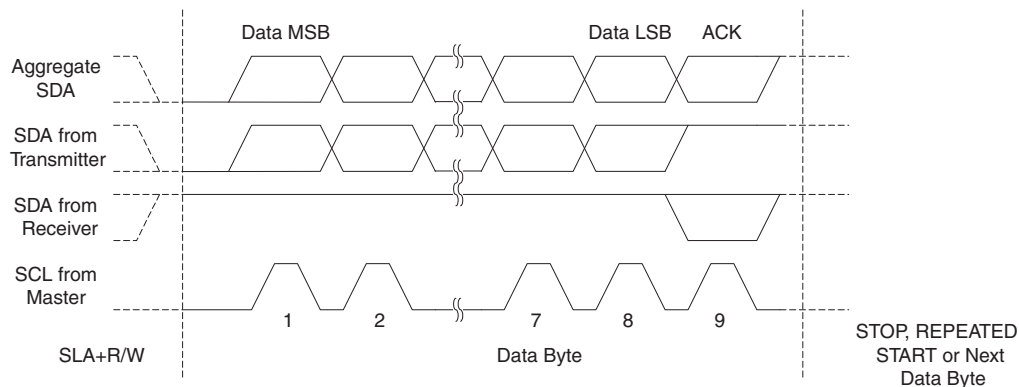 Data MSB
Data LSB
ACK
Aggregate
SDA
SDA from
Transmitter
SDA from
Receiver
SCL from
Master
1
2
7
8
9
SLA+R/W
Data Byte
STOP, REPEATED
START or Next
Data Byte